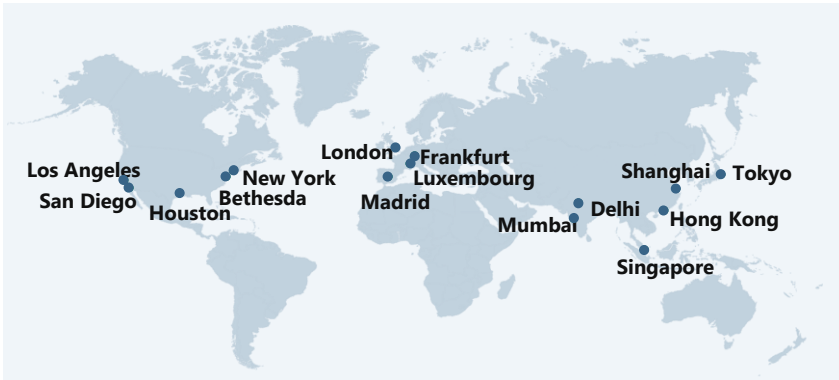 Los Angeles
San Diego
Houston
New York
Bethesda
London
Frankfurt
Luxembourg
Madrid
Mumbai
Delhi
Shanghai
Tokyo
Hong Kong
Singapore